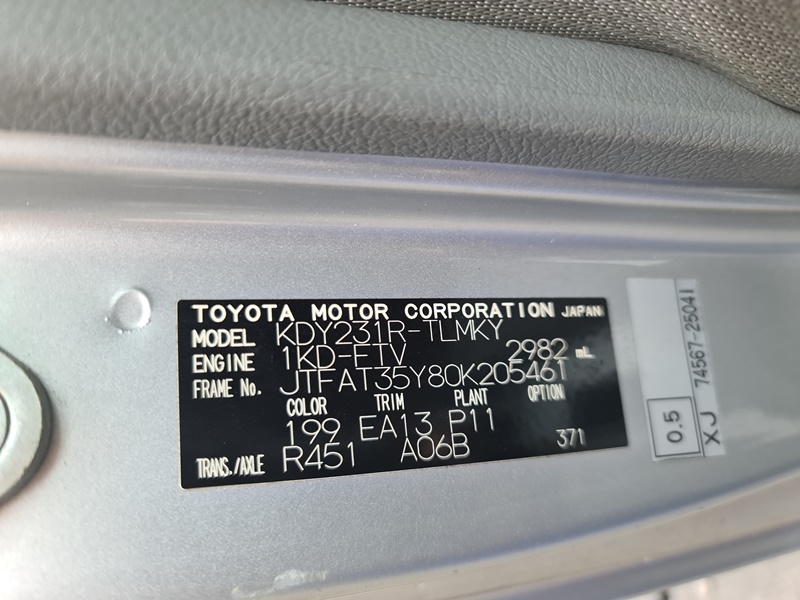 TOYOTA MOTOR CORPORATION JAPAN
MODEL KDY231R-TLMKY
ENGINE 1KD-FTV 2982 mL
FRAME No. JTFAT35Y80K205461
COLOR TRIM PLANT OPTION
199 EA13 P11
TRANS./AXLE R451 A06B 371
74567-25041
0.5 XJ